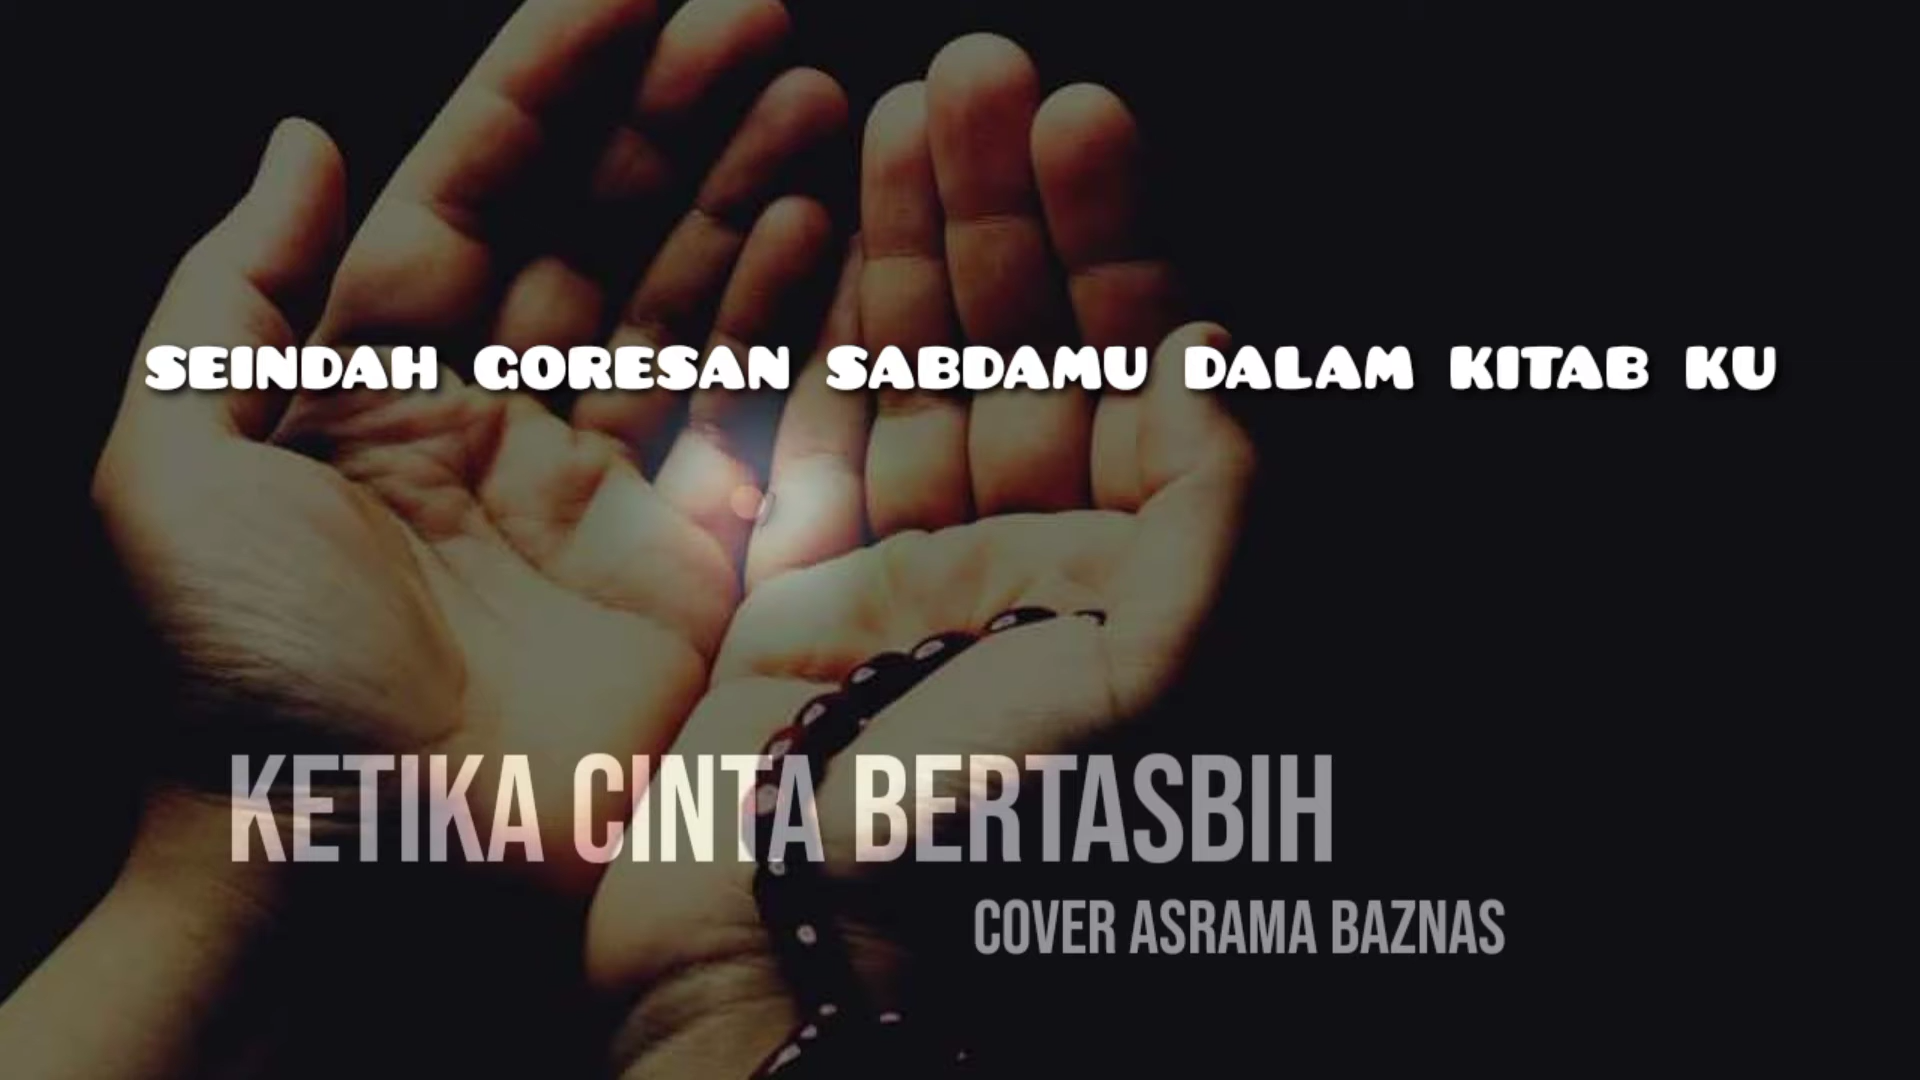 SEINDAH GORESAN SABDAMU DALAM KITAB KU
KETIKA CINTA BERTASBIH
COVER ASRAMA BAZNAS